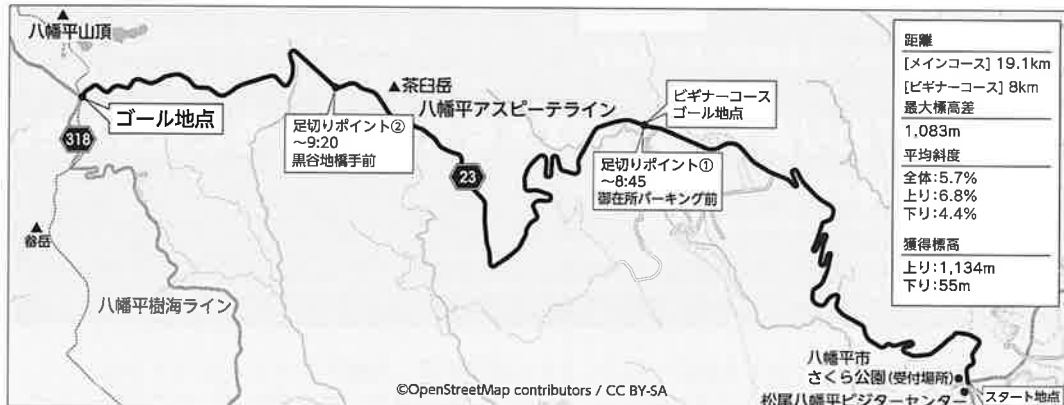 八幡平山頂
ゴール地点
318
畚岳
八幡平樹海ライン
足切りポイント②
~9:20
黒谷地橋手前
茶臼岳
八幡平アスピーテライン
23
ビギナーコース
ゴール地点
足切りポイント①
~8:45
御在所パーキング前
距離
[メインコース] 19.1km
[ビギナーコース] 8km
最大標高差
1,083m
平均斜度
全体:5.7%
上り:6.8%
下り:4.4%
獲得標高
上り:1,134m
下り:55m
八幡平市
さくら公園(受付場所)
松尾八幡平ビジターセンター
スタート地点
©OpenStreetMap contributors / CC BY-SA